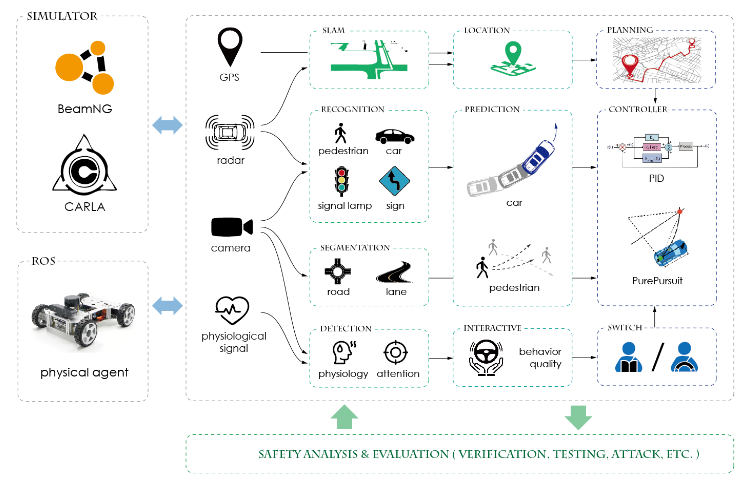 SIMULATOR
BeamNG
CARLA
ROS
physical agent
GPS
radar
camera
physiological
signal
SLAM
LOCATION
PLANNING
RECOGNITION
pedestrian
car
signal lamp
sign
PREDICTION
car
pedestrian
CONTROLLER
PID
PurePursuit
SEGMENTATION
road
lane
DETECTION
physiology
attention
INTERACTIVE
behavior
quality
SWITCH
SAFETY ANALYSIS & EVALUATION ( VERIFICATION, TESTING, ATTACK, ETC. )